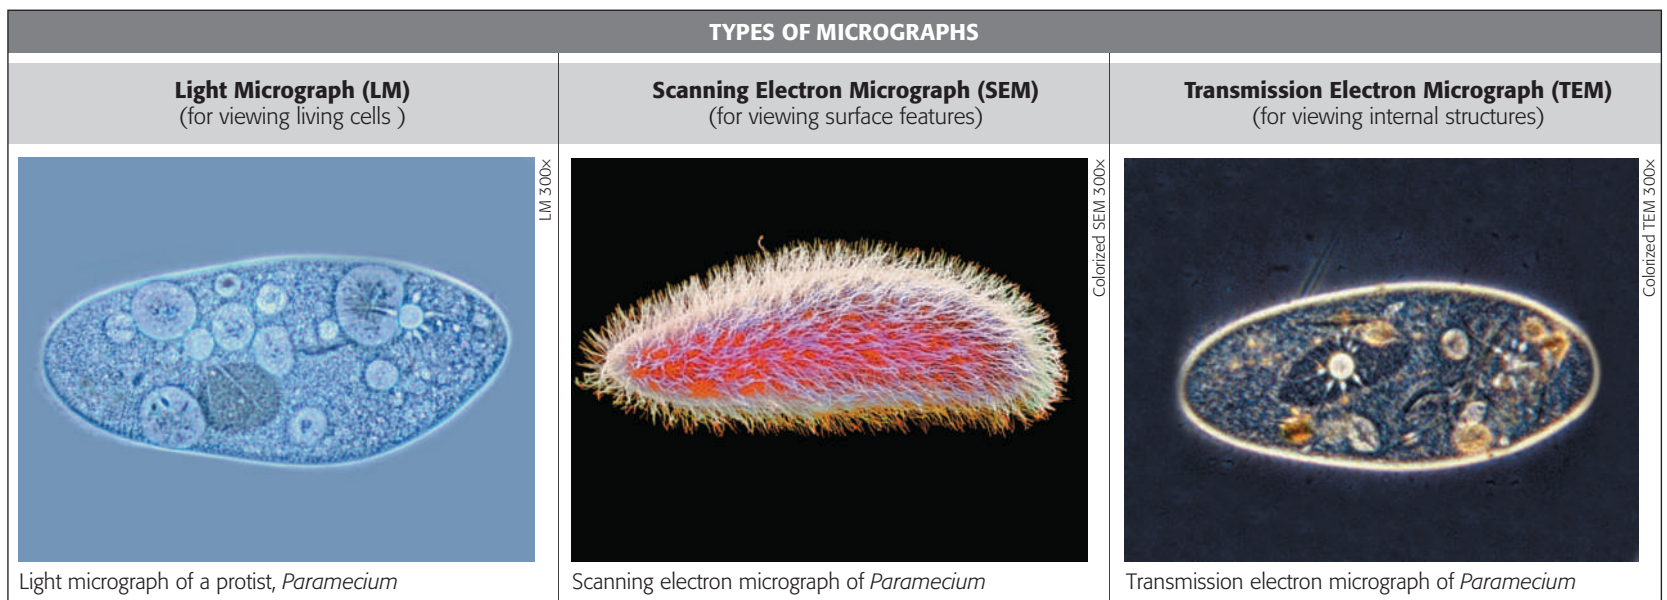 TYPES OF MICROGRAPHS
Light Micrograph (LM)
(for viewing living cells )
Scanning Electron Micrograph (SEM)
(for viewing surface features)
Transmission Electron Micrograph (TEM)
(for viewing internal structures)
LM 300×
Colorized SEM 300×
Colorized TEM 300×
Light micrograph of a protist, Paramecium
Scanning electron micrograph of Paramecium
Transmission electron micrograph of Paramecium